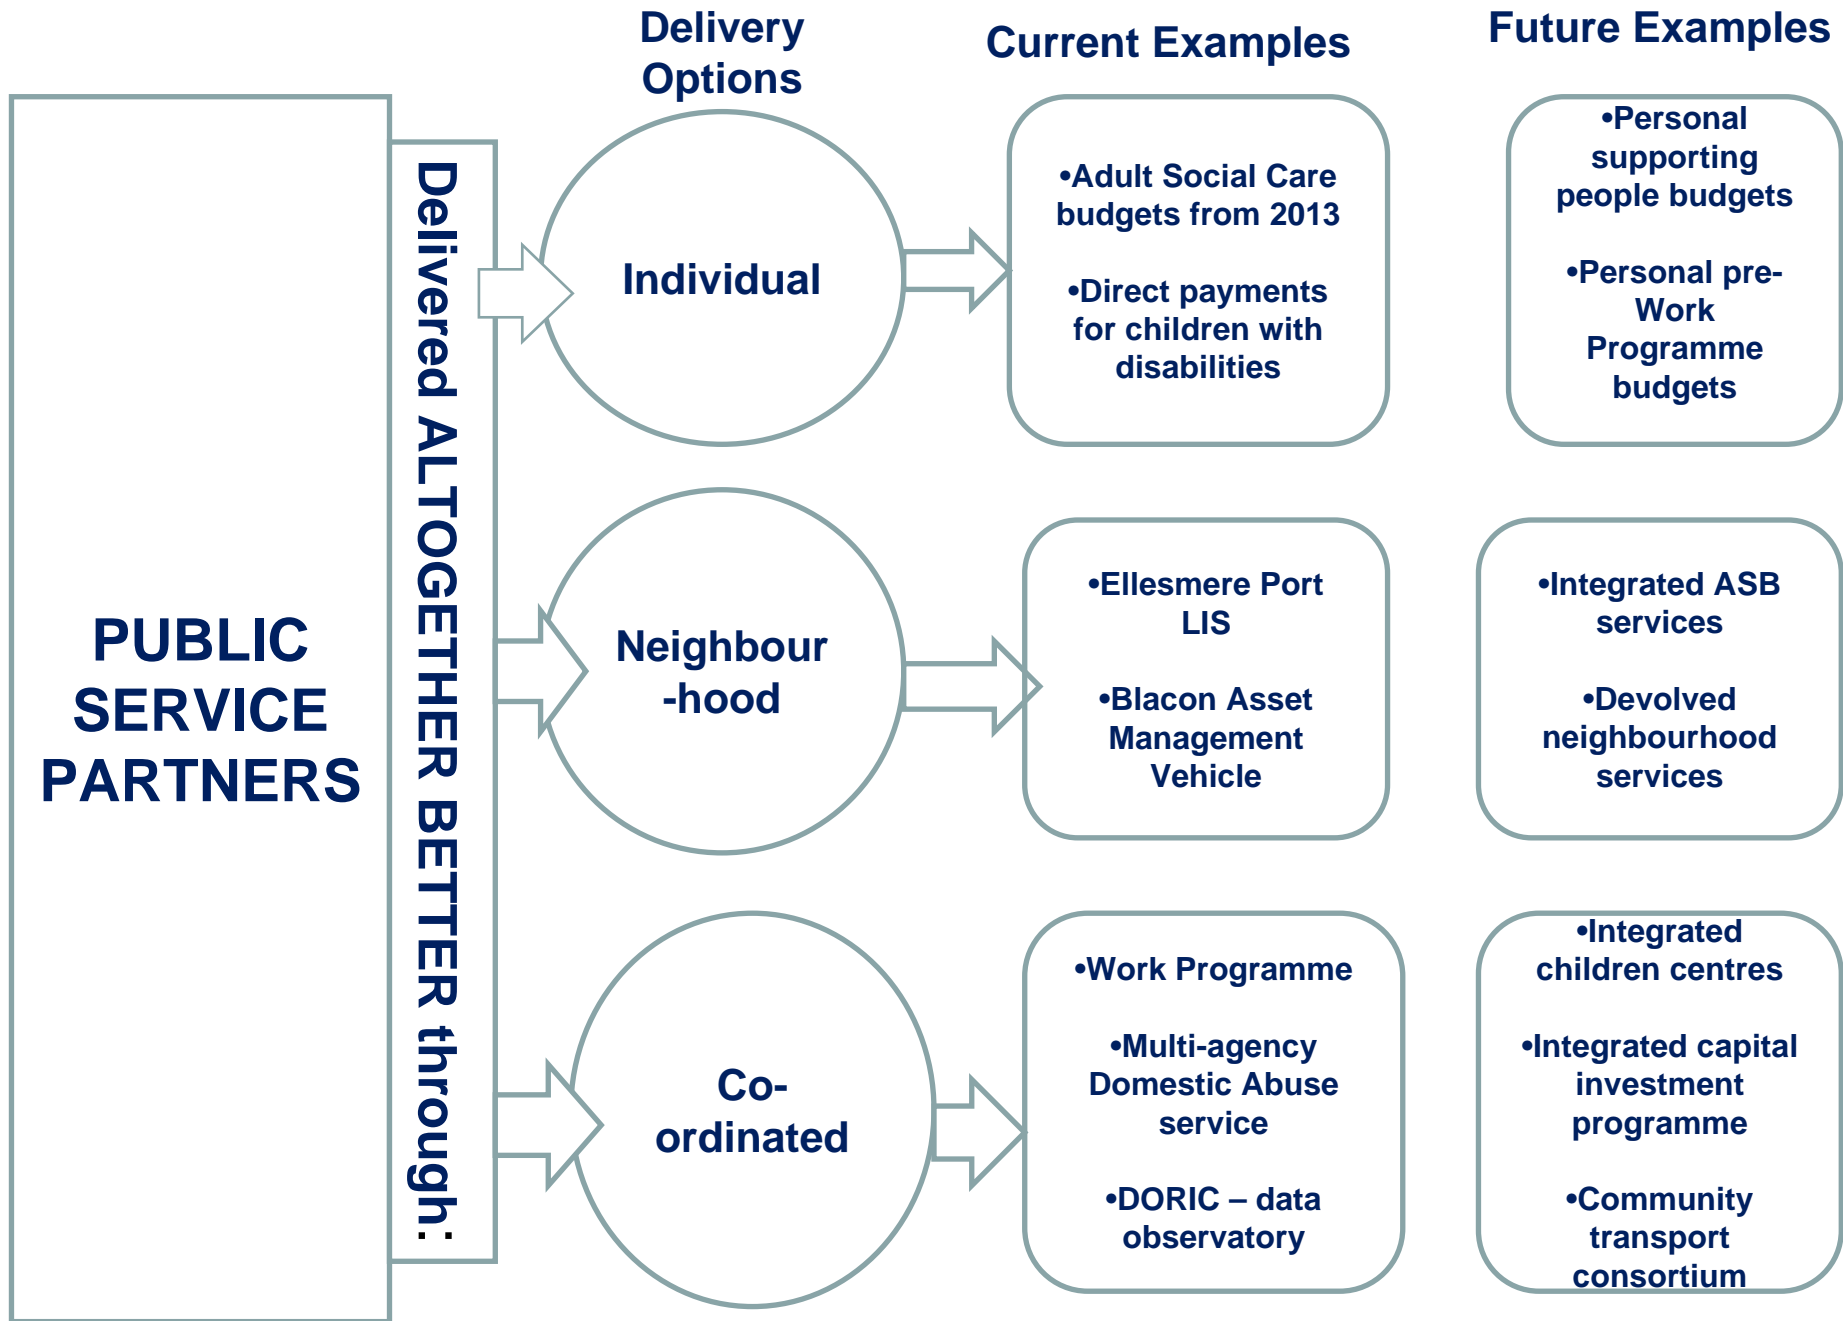 Delivery
Options
Current Examples
Future Examples
PUBLIC
SERVICE
PARTNERS
Delivered ALTOGETHER BETTER through:
Individual
•Adult Social Care
budgets from 2013
•Direct payments
for children with
disabilities
•Personal
supporting
people budgets
•Personal pre-
Work
Programme
budgets
Neighbour
-hood
•Ellesmere Port
LIS
•Blacon Asset
Management
Vehicle
•Integrated ASB
services
•Devolved
neighbourhood
services
Co-
ordinated
•Work Programme
•Multi-agency
Domestic Abuse
service
•DORIC – data
observatory
•Integrated
children centres
•Integrated capital
investment
programme
•Community
transport
consortium